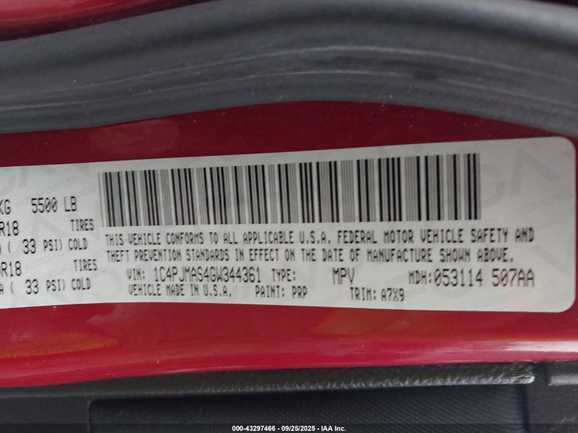 KG 5500 LB
R18 TIRES
A ( 33 PSI) COLD
R18 TIRES
A ( 33 PSI) COLD
THIS VEHICLE CONFORMS TO ALL APPLICABLE U.S.A. FEDERAL MOTOR VEHICLE SAFETY AND
THEFT PREVENTION STANDARDS IN EFFECT ON THE DATE OF MANUFACTURE SHOWN ABOVE.
VIN: 1C4PJMAS4GW344361 TYPE: MPV MDH:053114 507AA
VEHICLE MADE IN U.S.A. PAINT: PRP TRIM: A7X9
000-43297466 - 09/25/2025 - IAA Inc.